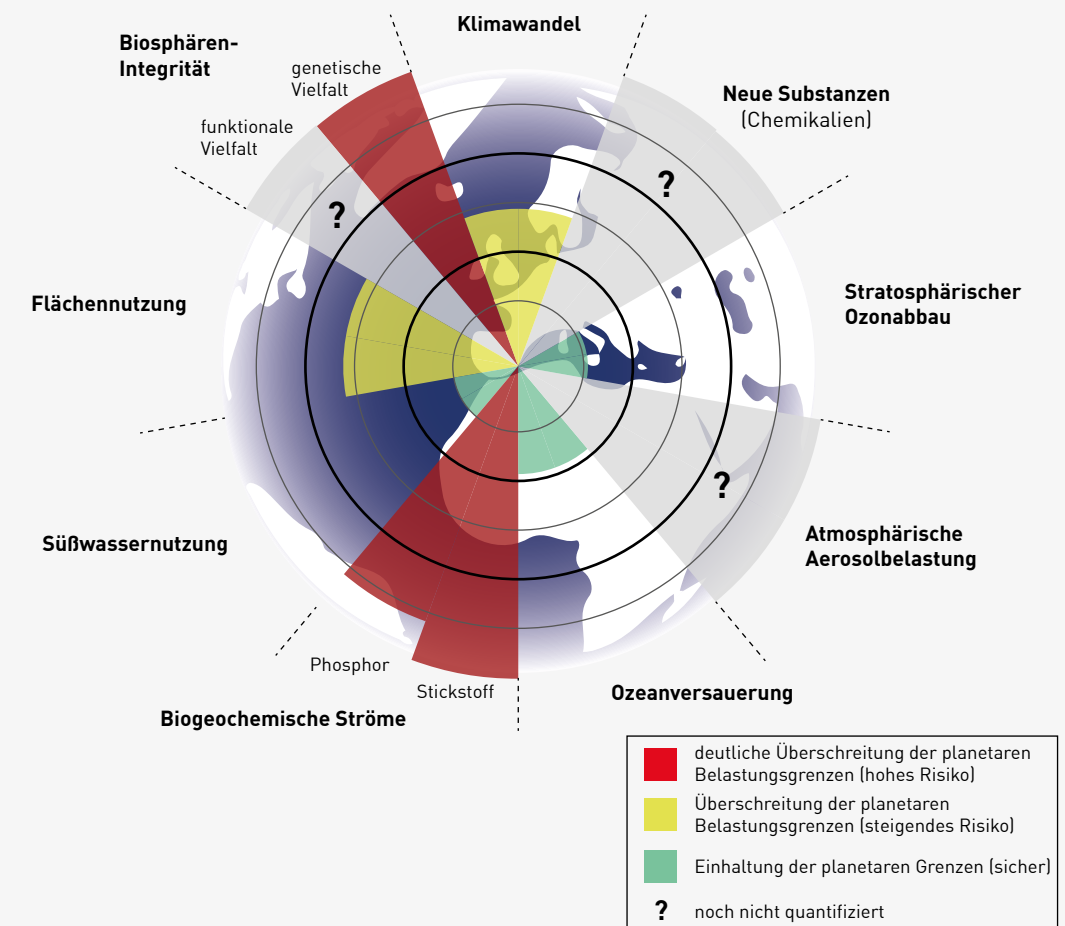 Klimawandel
Biosphären-
Integrität
genetische
Vielfalt
funktionale
Vielfalt
?
Neue Substanzen
(Chemikalien)
?
Flächennutzung
Stratosphärischer
Ozonabbau
?
Süßwassernutzung
Atmosphärische
Aerosolbelastung
Phosphor
Stickstoff
Biogeochemische Ströme
Ozeanversauerung
deutliche Überschreitung der planetaren
Belastungsgrenzen (hohes Risiko)
Überschreitung der planetaren
Belastungsgrenzen (steigendes Risiko)
Einhaltung der planetaren Grenzen (sicher)
? noch nicht quantifiziert